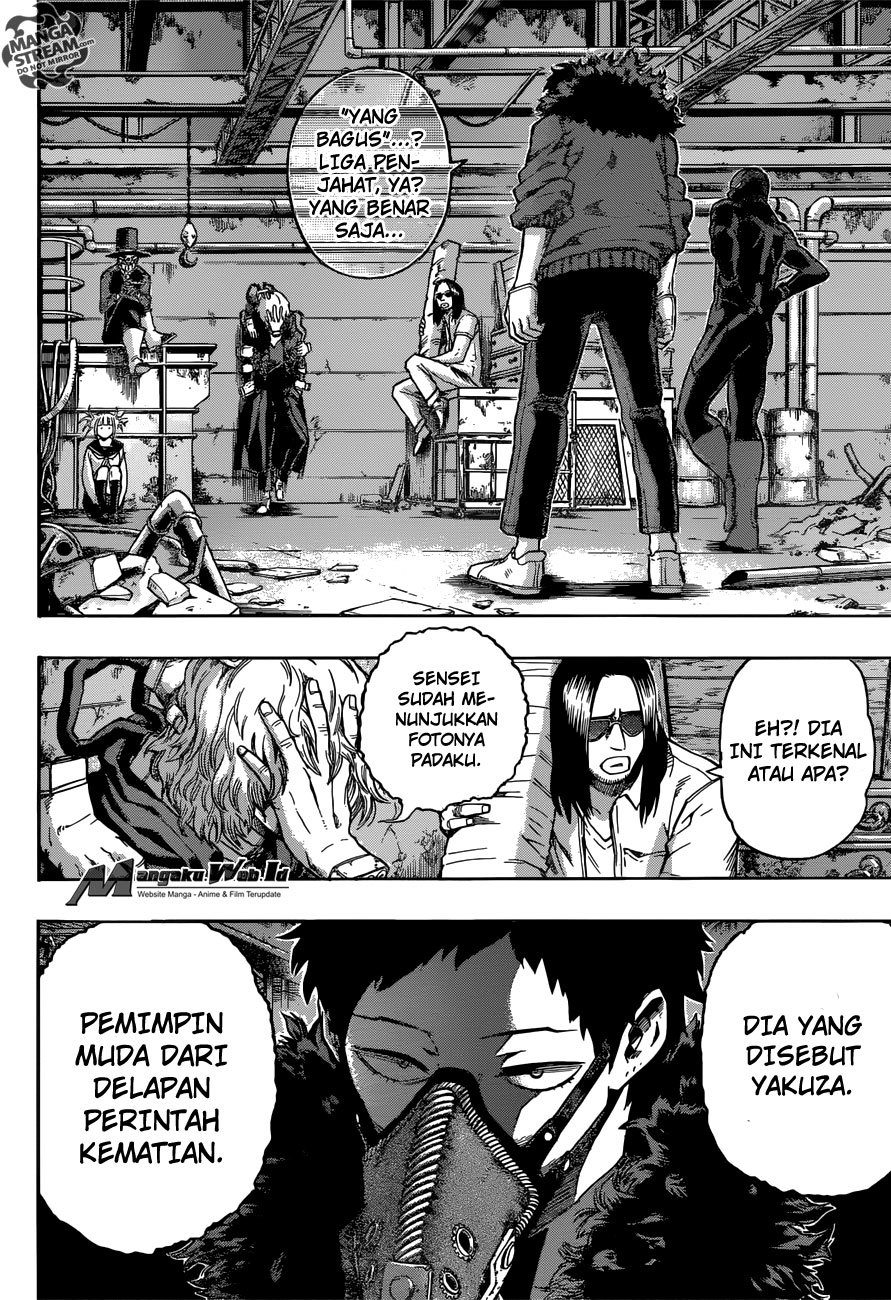 MANGA
STREAM.com
DO NOT MIRROR!
"YANG
BAGUS"...?
LIGA PEN-
JAHAT, YA?
YANG BENAR
SAJA...
EH?! DIA
INI TERKENAL
ATAU APA?
SENSEI
SUDAH ME-
NUNJUKKAN
FOTONYA
PADAKU.
Mangaku.Web.Id
Website Manga - Anime & Film Terupdate
DIA YANG
DISEBUT
YAKUZA.
PEMIMPIN
MUDA DARI
DELAPAN
PERINTAH
KEMATIAN.